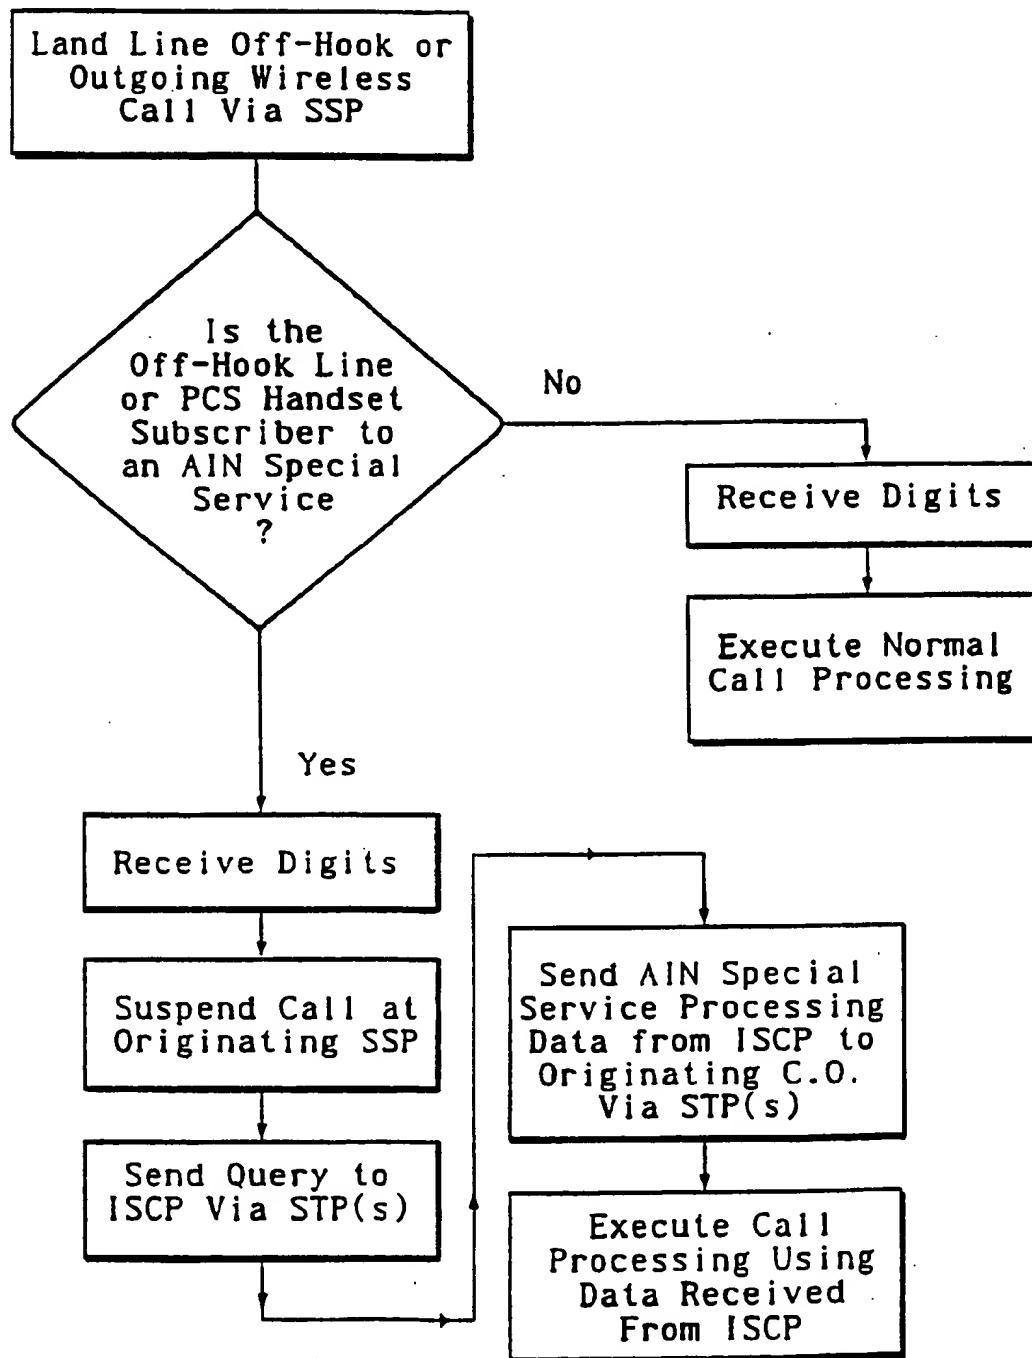 Land Line Off-Hook or
Outgoing Wireless
Call Via SSP
Is the
Off-Hook Line
or PCS Handset
Subscriber to
an AIN Special
Service
?
No
Receive Digits
Execute Normal
Call Processing
Yes
Receive Digits
Suspend Call at
Originating SSP
Send Query to
ISCP Via STP(s)
Send AIN Special
Service Processing
Data from ISCP to
Originating C.O.
Via STP(s)
Execute Call
Processing Using
Data Received
From ISCP